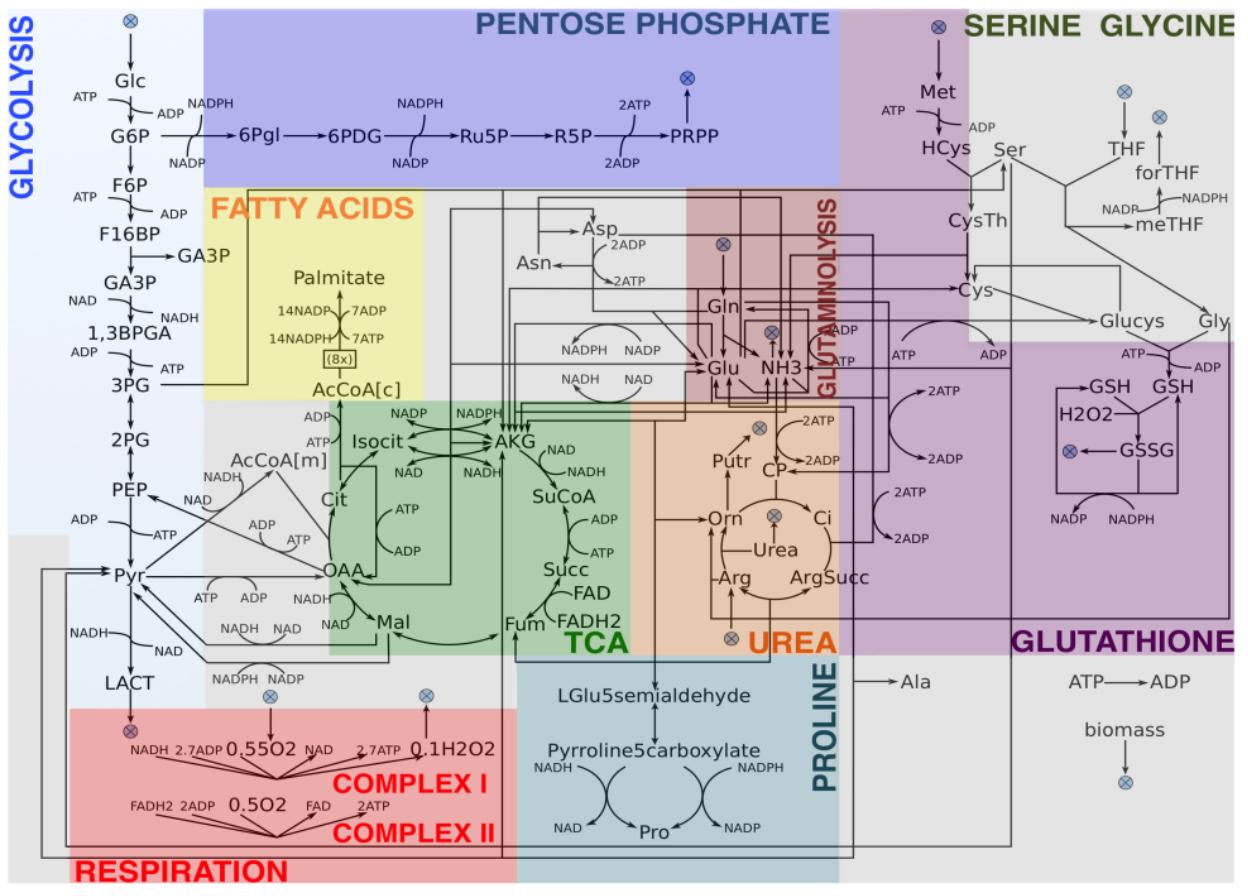 GLYCOLYSIS
PENTOSE PHOSPHATE
SERINE GLYCINE
Glc
ATP
ADP
NADPH
G6P
NADP
6Pgl
6PDG
NADPH
NADP
Ru5P
R5P
2ATP
2ADP
PRPP
Met
ATP
ADP
HCys
Ser
THF
forTHF
NADP
NADPH
meTHF
CysTh
Cys
Glucys
Gly
F6P
ATP
ADP
F16BP
GA3P
GA3P
NAD
NADH
1,3BPGA
ADP
ATP
3PG
2PG
PEP
ADP
ATP
Pyr
NADH
NAD
LACT
FATTY ACIDS
Palmitate
14NADP
7ADP
14NADPH
7ATP
(8x)
AcCoA[c]
ADP
ATP
AcCoA[m]
NADH
NAD
ADP
ATP
ATP
ADP
NADH
NAD
NADPH
NADP
Asp
2ADP
2ATP
Asn
NADPH
NADP
NADH
NAD
GLUTAMINOLYSIS
Gln
Glu
NH3
ADP
ATP
ATP
ADP
2ATP
2ADP
2ATP
2ADP
NADP
NADPH
Isocit
AKG
NAD
NADH
NAD
NADH
Cit
SuCoA
ATP
ADP
ADP
ATP
OAA
Succ
NADH
NAD
FAD
FADH2
Mal
Fum
TCA
2ATP
2ADP
Putr
CP
Orn
Ci
Urea
Arg
ArgSucc
UREA
ATP
ADP
GSH
GSH
H2O2
GSSG
NADP
NADPH
GLUTATHIONE
PROLINE
LGlu5semialdehyde
Pyrroline5carboxylate
NADH
NADPH
NAD
NADP
Pro
Ala
ATP
ADP
biomass
NADH 2.7ADP 0.55O2 NAD 2.7ATP 0.1H2O2
COMPLEX I
FADH2 2ADP 0.5O2 FAD 2ATP
COMPLEX II
RESPIRATION